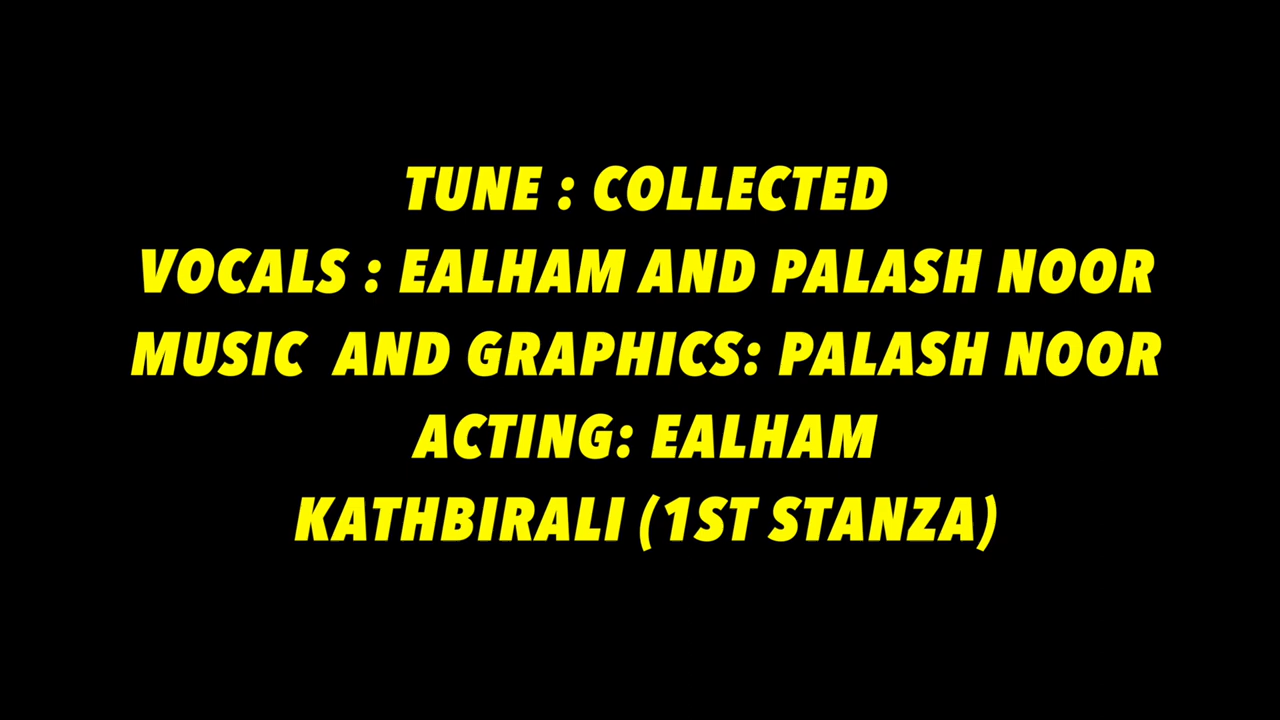 TUNE : COLLECTED
VOCALS : EALHAM AND PALASH NOOR
MUSIC  AND GRAPHICS: PALASH NOOR
ACTING: EALHAM
KATHBIRALI (1ST STANZA)